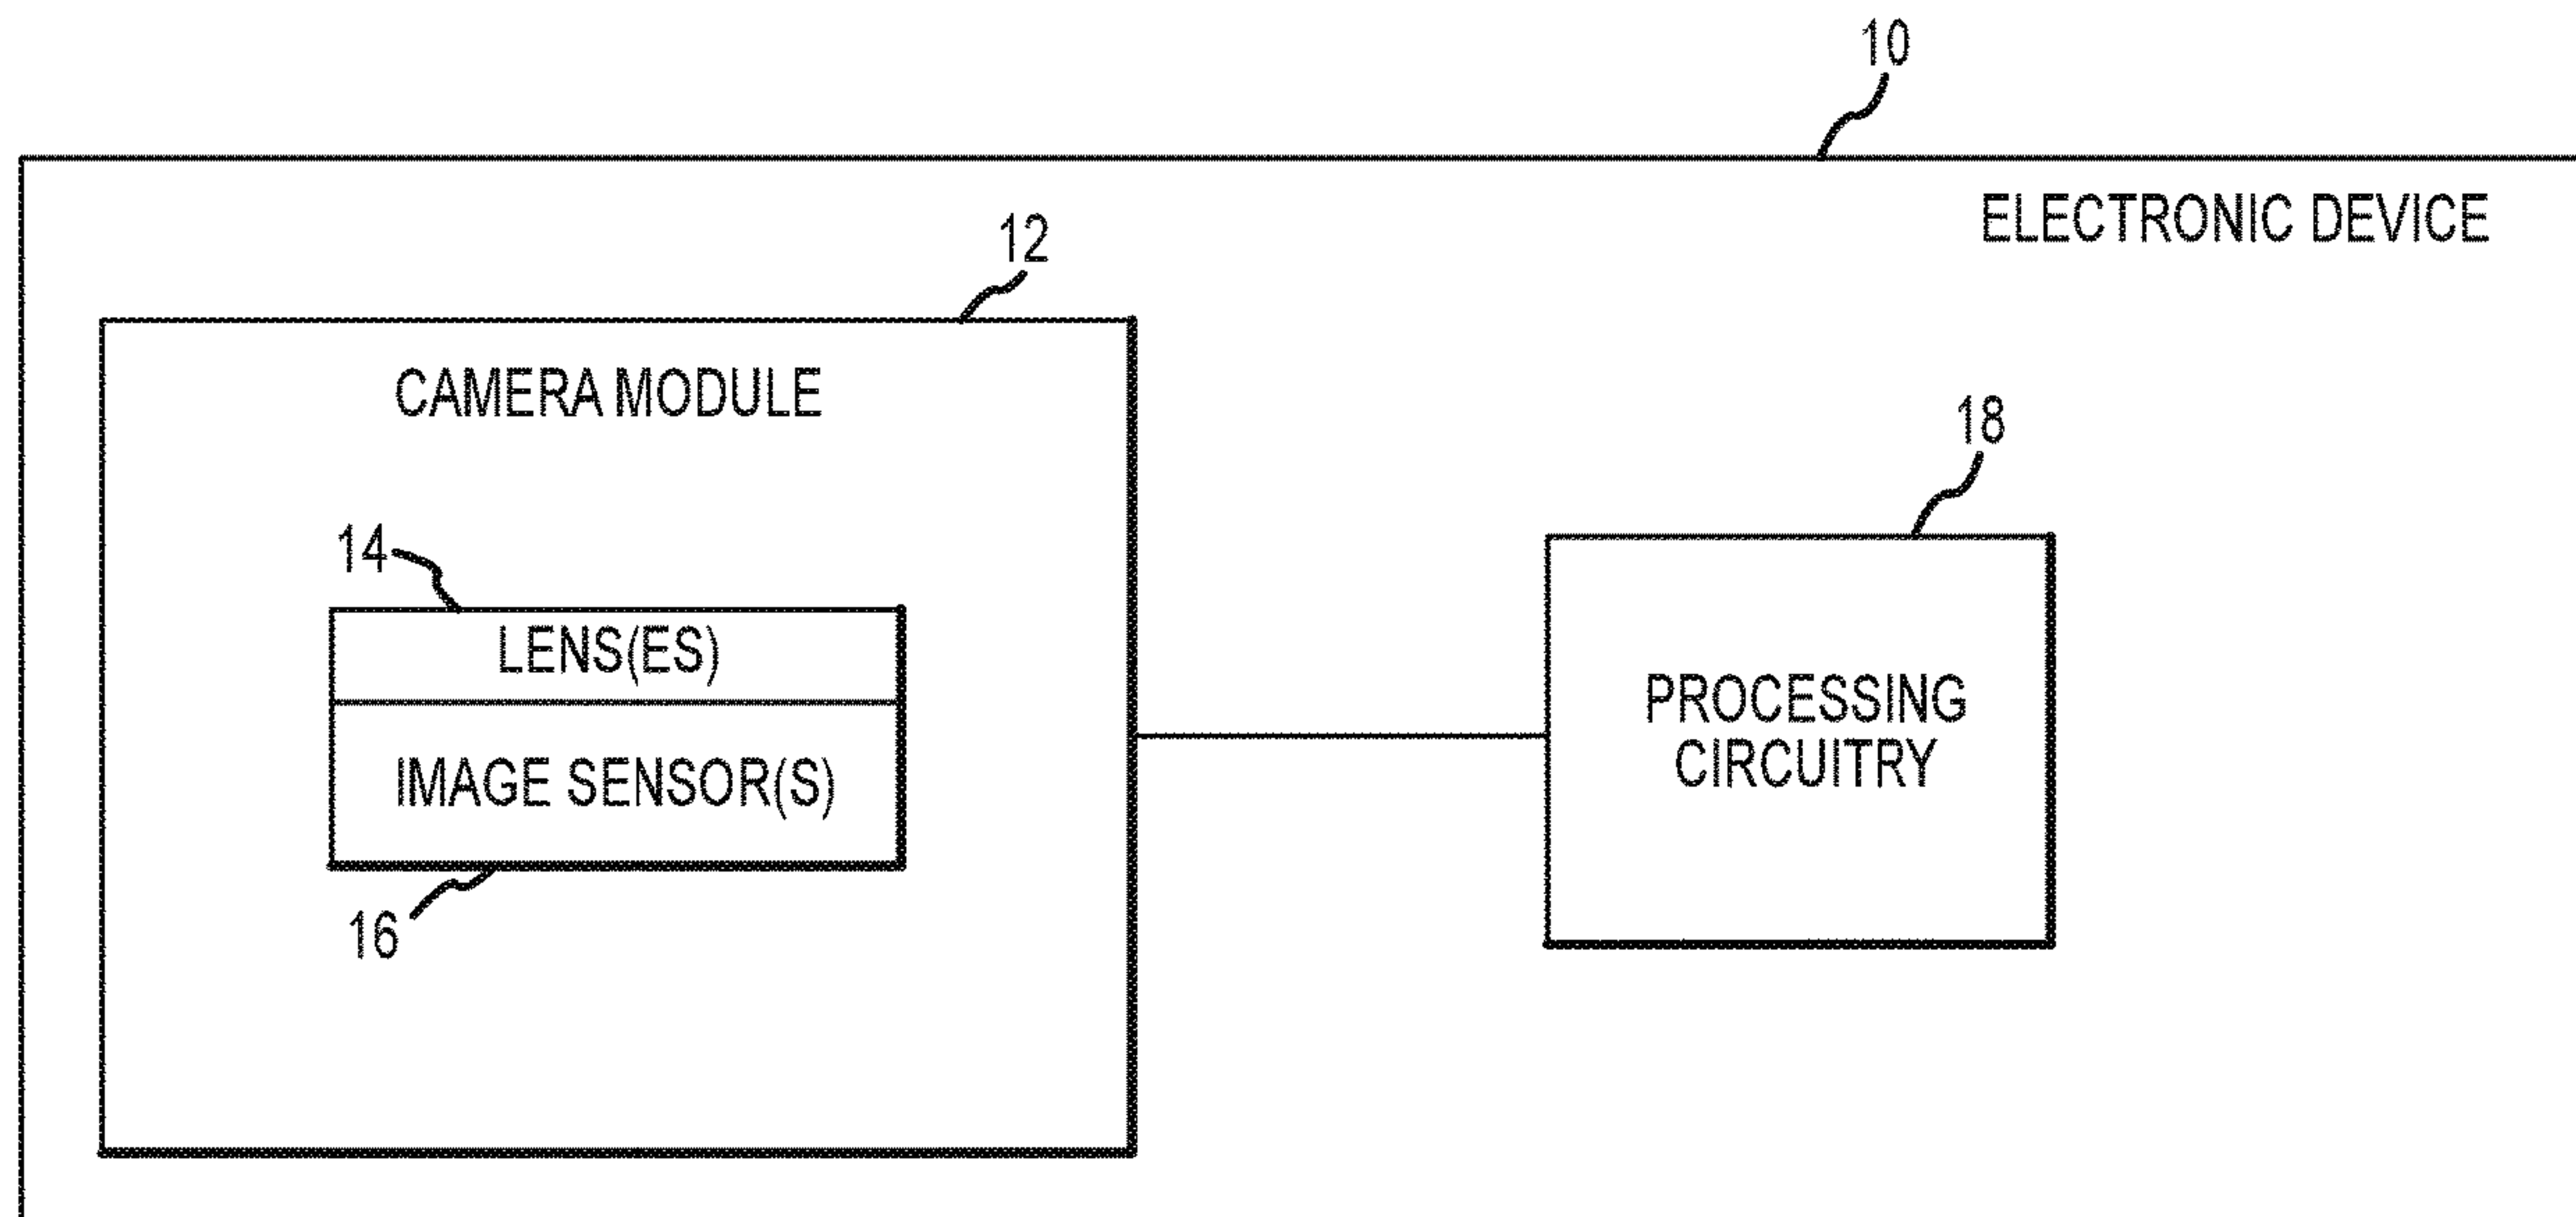 10
ELECTRONIC DEVICE
12
CAMERA MODULE
18
14
LENS(ES)
PROCESSING
CIRCUITRY
IMAGE SENSOR(S)
16